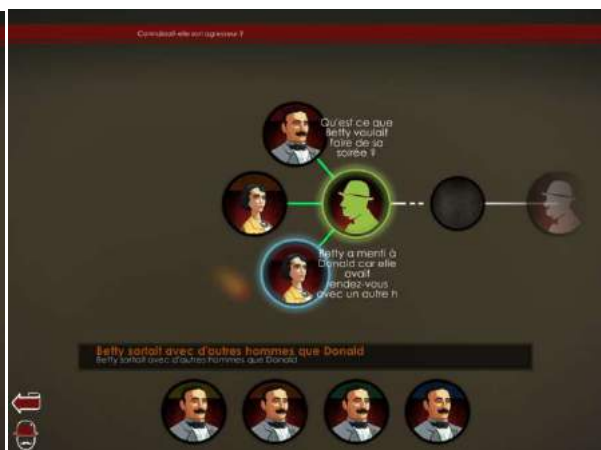 Connaissait-elle son agresseur ?
Qu'est ce que
Betty voulait
faire de sa
soirée ?
Betty a menti à
Donald car elle
avait
rendez-vous
avec un autre h
Betty sortait avec d'autres hommes que Donald
Betty sortait avec d'autres hommes que Donald